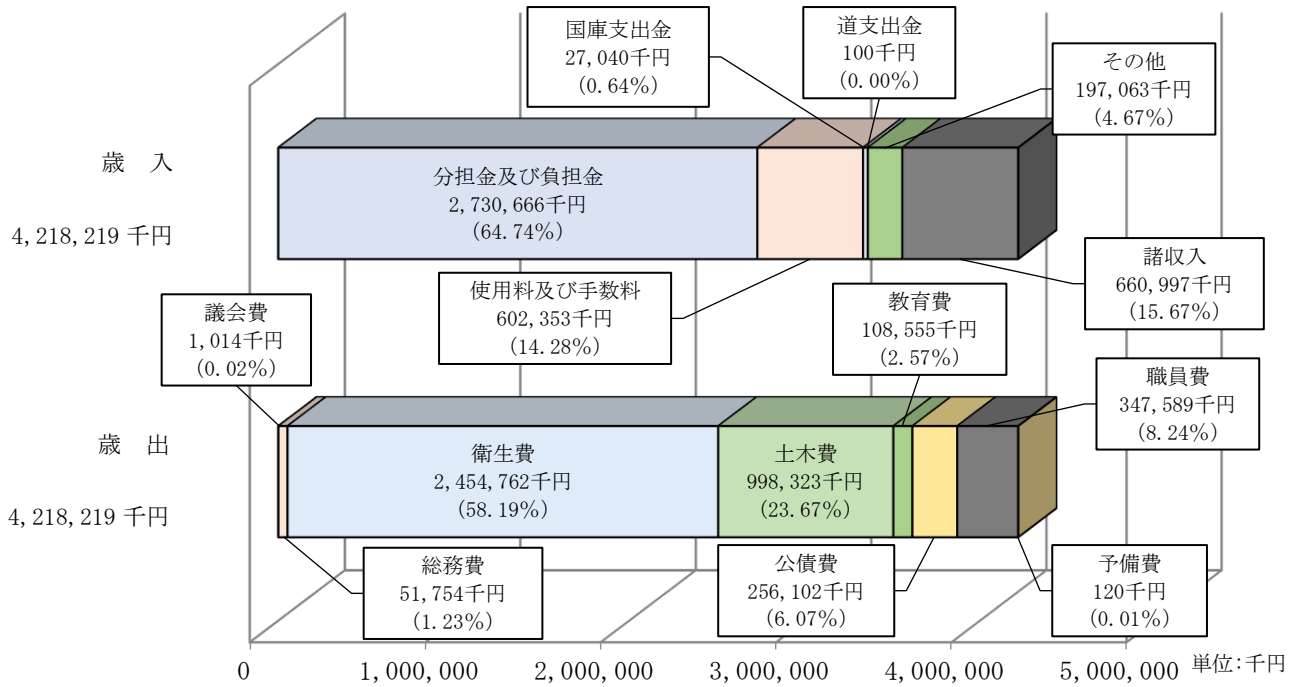 国庫支出金
27,040千円
(0.64%)
道支出金
100千円
(0.00%)
その他
197,063千円
(4.67%)
歳 入
4,218,219 千円
分担金及び負担金
2,730,666千円
(64.74%)
使用料及び手数料
602,353千円
(14.28%)
諸収入
660,997千円
(15.67%)
議会費
1,014千円
(0.02%)
教育費
108,555千円
(2.57%)
職員費
347,589千円
(8.24%)
歳 出
4,218,219 千円
衛生費
2,454,762千円
(58.19%)
土木費
998,323千円
(23.67%)
総務費
51,754千円
(1.23%)
公債費
256,102千円
(6.07%)
予備費
120千円
(0.01%)
0 1,000,000 2,000,000 3,000,000 4,000,000 5,000,000 単位:千円